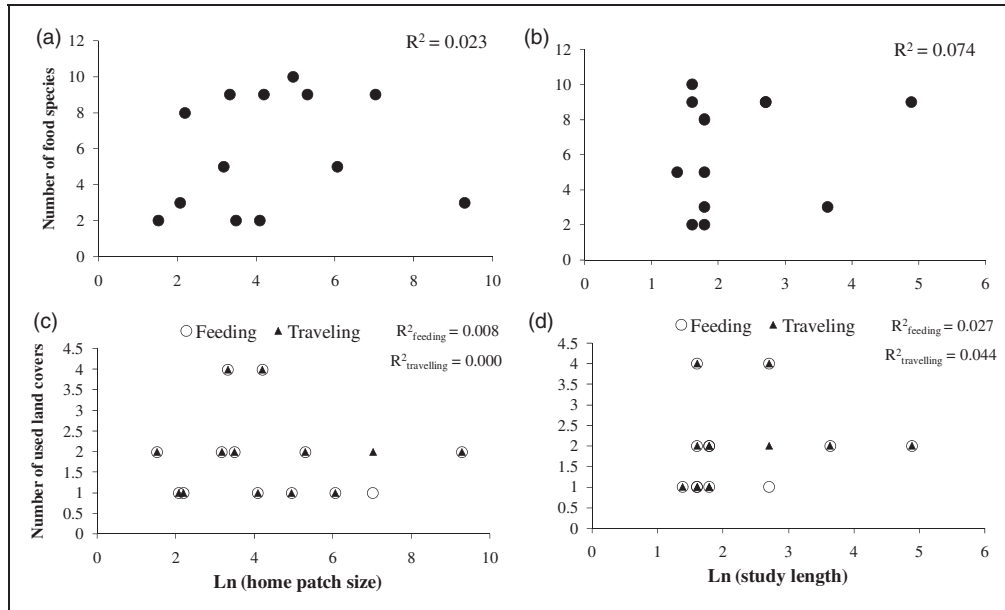 (a)
R² = 0.023
Number of food species
12
10
8
6
4
2
0
0 2 4 6 8 10
(b)
R² = 0.074
12
10
8
6
4
2
0
0 1 2 3 4 5 6
(c)
○ Feeding ▲ Traveling
R²feeding = 0.008
R²travelling = 0.000
Number of used land covers
4.5
4
3.5
3
2.5
2
1.5
1
0.5
0
0 2 4 6 8 10
Ln (home patch size)
(d)
○ Feeding ▲ Traveling
R²feeding = 0.027
R²travelling = 0.044
4.5
4
3.5
3
2.5
2
1.5
1
0.5
0
0 1 2 3 4 5 6
Ln (study length)